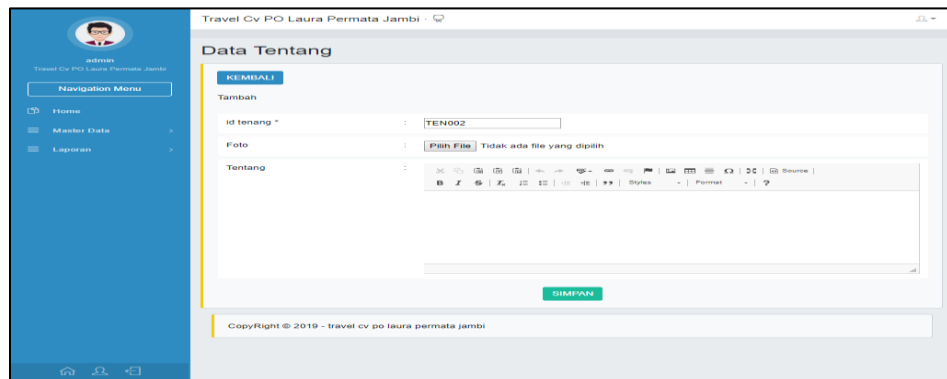 Travel Cv PO Laura Permata Jambi ·
admin
Travel Cv PO Laura Permata Jambi
Navigation Menu
Home
Master Data
Laporan
Data Tentang
KEMBALI
Tambah
id tenang * : TEN002
Foto : Pilih File Tidak ada file yang dipilih
Tentang :
Source
B I S Styles Format ?
SIMPAN
CopyRight © 2019 - travel cv po laura permata jambi